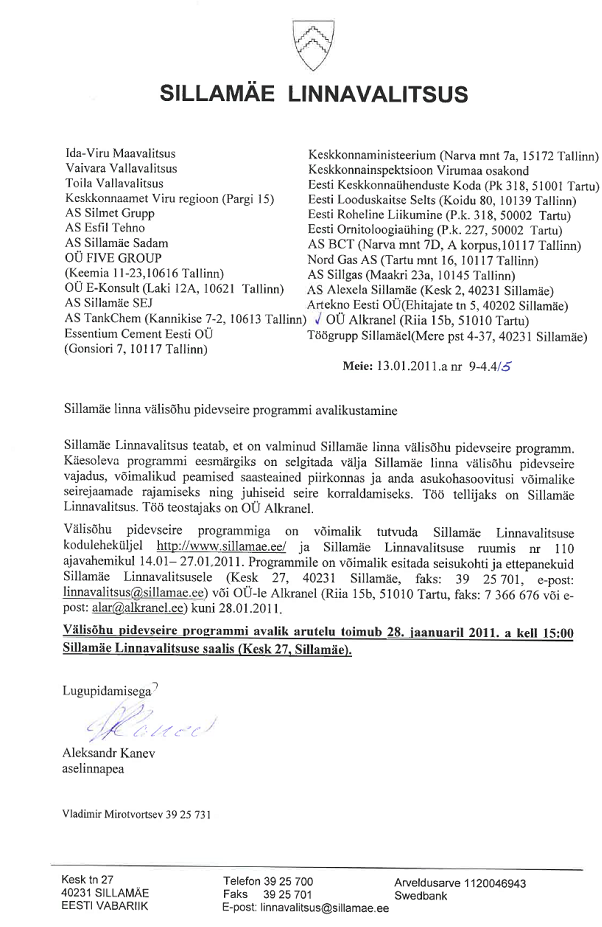 SILLAMÄE LINNAVALITSUS
Ida-Viru Maavalitsus
Vaivara Vallavalitsus
Toila Vallavalitsus
Keskkonnaamet Viru regioon (Pargi 15)
AS Silmet Grupp
AS Esfil Tehno
AS Sillamäe Sadam
OÜ FIVE GROUP
(Keemia 11-23,10616 Tallinn)
OÜ E-Konsult (Laki 12A, 10621 Tallinn)
AS Sillamäe SEJ
AS TankChem (Kannikise 7-2, 10613 Tallinn)
Essentium Cement Eesti OÜ
(Gonsiori 7, 10117 Tallinn)
Keskkonnaministeerium (Narva mnt 7a, 15172 Tallinn)
Keskkonnainspektsioon Virumaa osakond
Eesti Keskkonnaühenduste Koda (Pk 318, 51001 Tartu)
Eesti Looduskaitse Selts (Koidu 80, 10139 Tallinn)
Eesti Roheline Liikumine (P.k. 318, 50002 Tartu)
Eesti Ornitoloogiaühing (P.k. 227, 50002 Tartu)
AS BCT (Narva mnt 7D, A korpus,10117 Tallinn)
Nord Gas AS (Tartu mnt 16, 10117 Tallinn)
AS Sillgas (Maakri 23a, 10145 Tallinn)
AS Alexela Sillamäe (Kesk 2, 40231 Sillamäe)
Artekno Eesti OÜ(Ehitajate tn 5, 40202 Sillamäe)
✓ OÜ Alkranel (Riia 15b, 51010 Tartu)
Töögrupp Sillamäel(Mere pst 4-37, 40231 Sillamäe)
Meie: 13.01.2011.a nr 9-4.4/5
Sillamäe linna välisõhu pidevseire programmi avalikustamine
Sillamäe Linnavalitsus teatab, et on valminud Sillamäe linna välisõhu pidevseire programm.
Käesoleva programmi eesmärgiks on selgitada välja Sillamäe linna välisõhu pidevseire
vajadus, võimalikud peamised saasteained piirkonnas ja anda asukohasoovitusi võimalike
seirejaamade rajamiseks ning juhiseid seire korraldamiseks. Töö tellijaks on Sillamäe
Linnavalitsus. Töö teostajaks on OÜ Alkranel.
Välisõhu pidevseire programmiga on võimalik tutvuda Sillamäe Linnavalitsuse
koduleheküljel http://www.sillamae.ee/ ja Sillamäe Linnavalitsuse ruumis nr 110
ajavahemikul 14.01– 27.01.2011. Programmile on võimalik esitada seisukohti ja ettepanekuid
Sillamäe Linnavalitsusele (Kesk 27, 40231 Sillamäe, faks: 39 25 701, e-post:
linnavalitsus@sillamae.ee) või OÜ-le Alkranel (Riia 15b, 51010 Tartu, faks: 7 366 676 või e-
post: alar@alkranel.ee) kuni 28.01.2011.
Välisõhu pidevseire programmi avalik arutelu toimub 28. jaanuaril 2011. a kell 15:00
Sillamäe Linnavalitsuse saalis (Kesk 27, Sillamäe).
Lugupidamisega
Aleksandr Kanev
aselinnapea
Vladimir Mirotvortsev 39 25 731
Kesk tn 27
40231 SILLAMÄE
EESTI VABARIIK
Telefon 39 25 700
Faks 39 25 701
E-post: linnavalitsus@sillamae.ee
Arveldusarve 1120046943
Swedbank